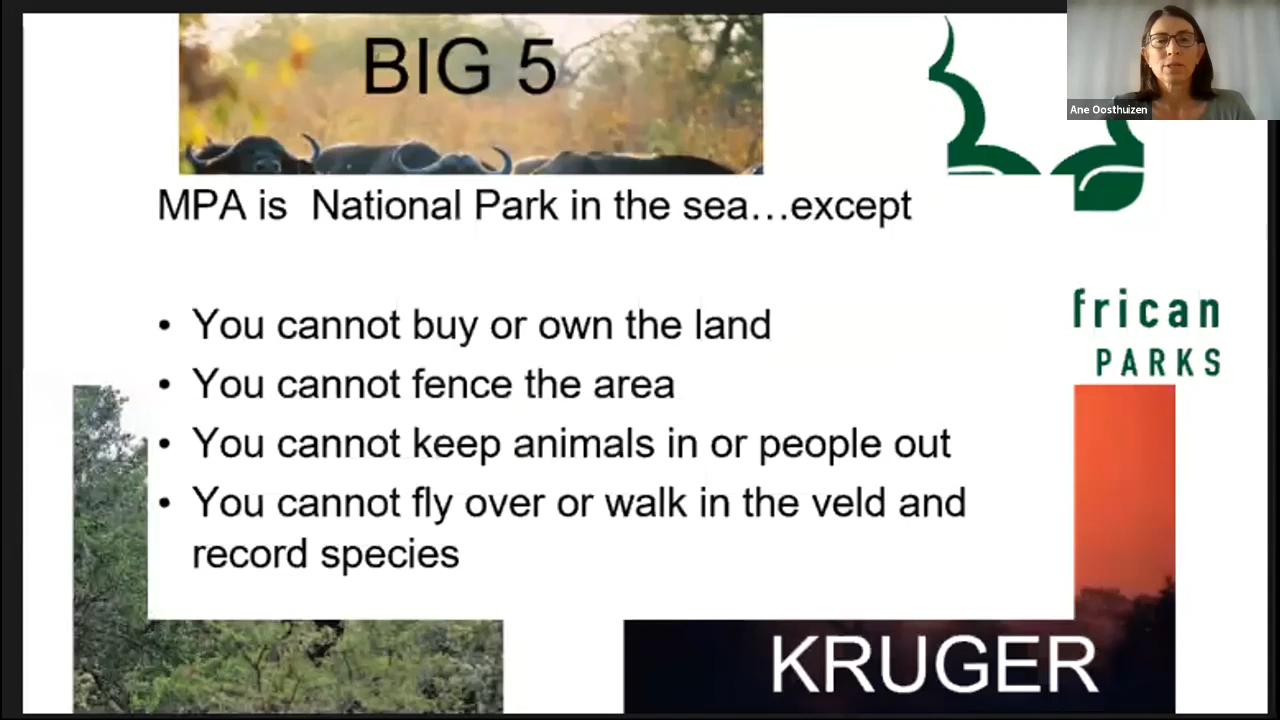 BIG 5
Ane Oosthuizen
MPA is National Park in the sea…except
frican
PARKS
• You cannot buy or own the land
• You cannot fence the area
• You cannot keep animals in or people out
• You cannot fly over or walk in the veld and
record species
KRUGER